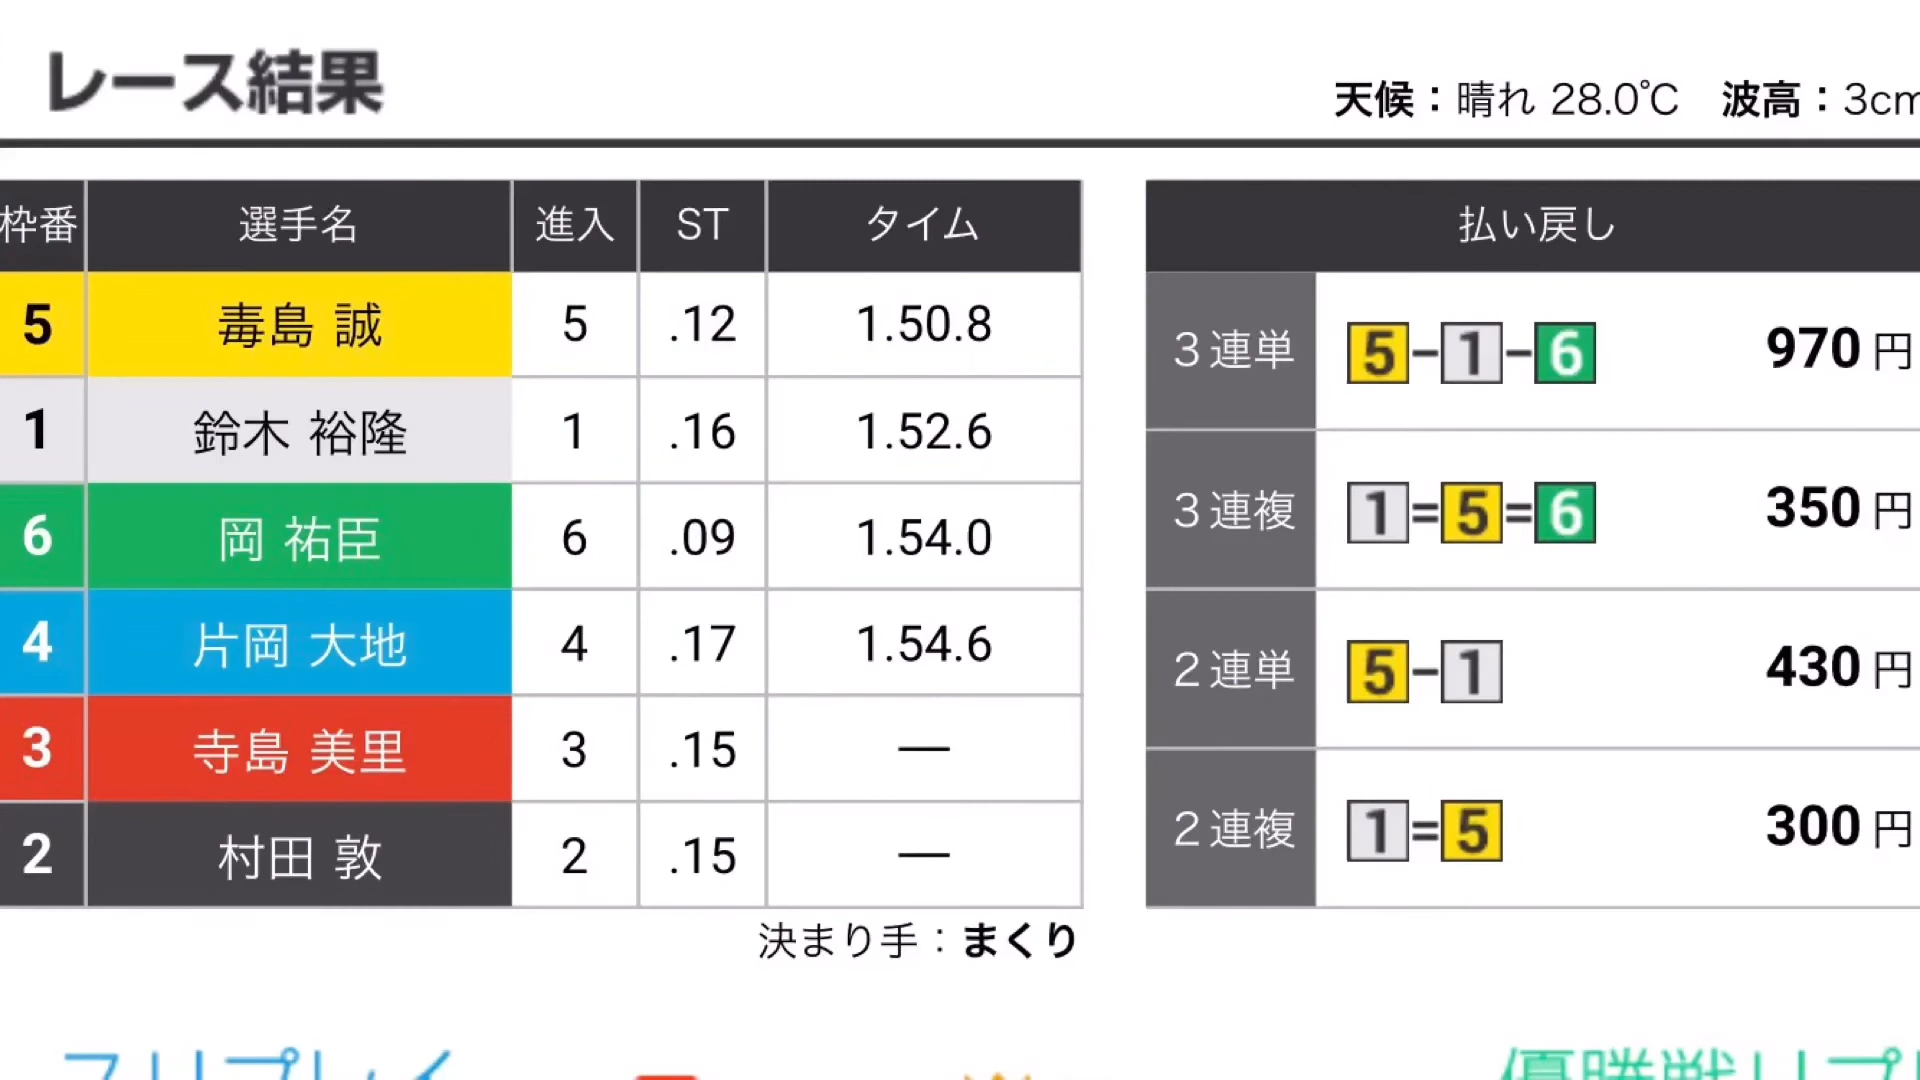 レース結果
天候：晴れ 28.0℃ 波高：3cm
枠番 選手名 進入 ST タイム
5 毒島 誠 5 .12 1.50.8
1 鈴木 裕隆 1 .16 1.52.6
6 岡 祐臣 6 .09 1.54.0
4 片岡 大地 4 .17 1.54.6
3 寺島 美里 3 .15 —
2 村田 敦 2 .15 —
決まり手：まくり
払い戻し
3連単 5-1-6 970円
3連複 1=5=6 350円
2連単 5-1 430円
2連複 1=5 300円